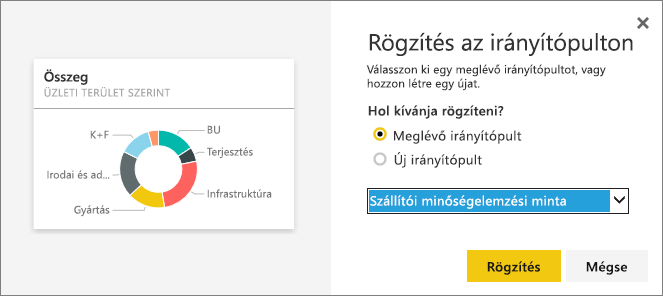 Rögzítés az irányítópulton
Válasszon ki egy meglévő irányítópultot, vagy
hozzon létre egy újat.
Hol kívánja rögzíteni?
Meglévő irányítópult
Új irányítópult
Szállítói minőségelemzési minta
Rögzítés
Mégse
Összeg
ÜZLETI TERÜLET SZERINT
K+F
BU
Terjesztés
Irodai és ad...
Infrastruktúra
Gyártás